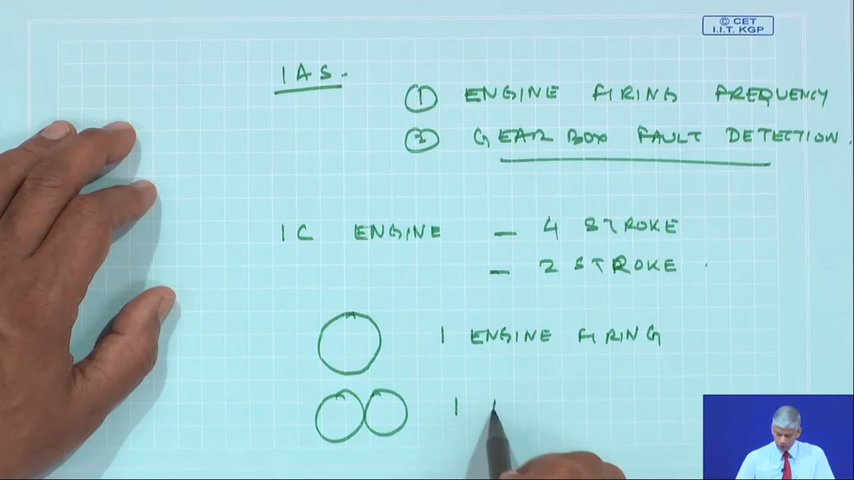 © CET
I.I.T. KGP
IAS.
1 ENGINE FIRING FREQUENCY
2 GEAR BOX FAULT DETECTION.
IC ENGINE – 4 STROKE
– 2 STROKE.
1 ENGINE FIRING
1